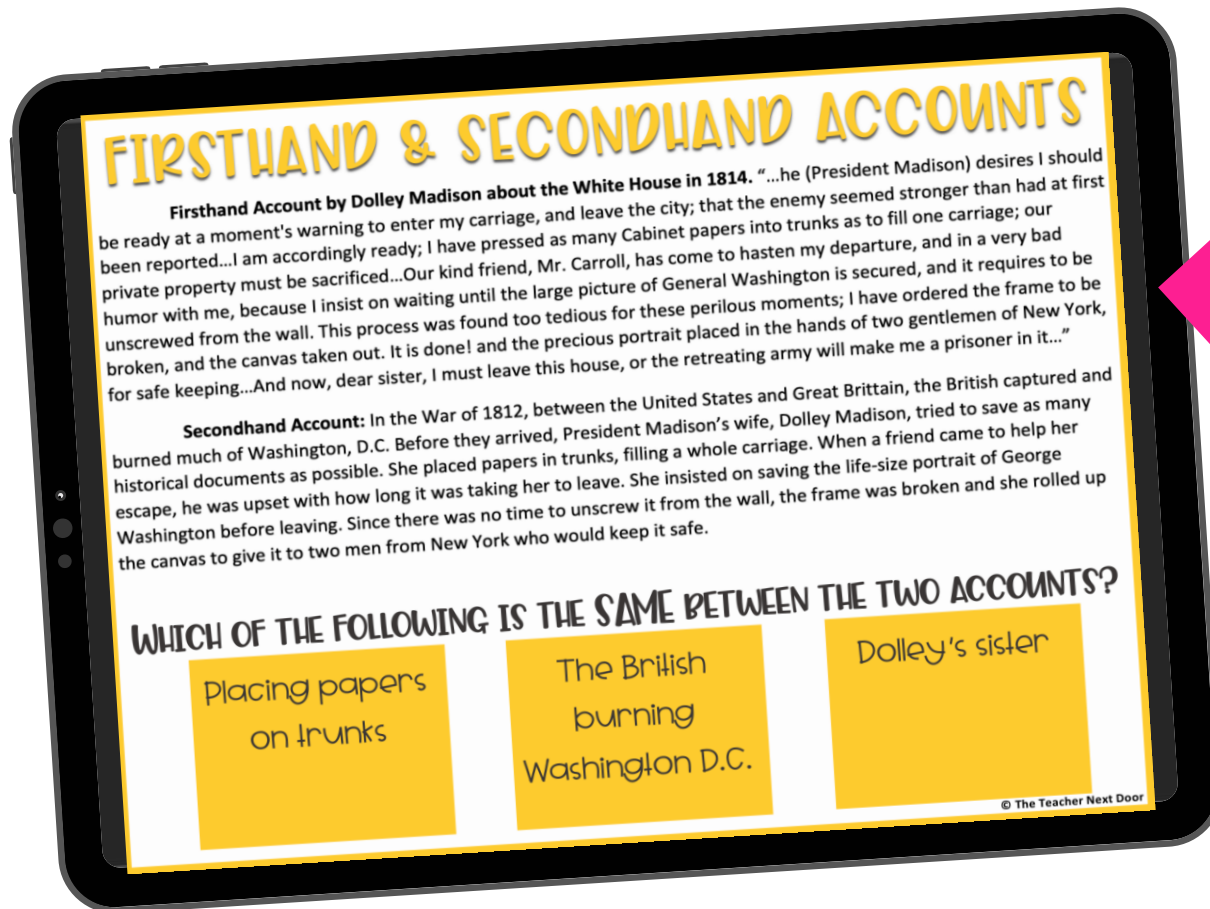 FIRSTHAND & SECONDHAND ACCOUNTS
Firsthand Account by Dolley Madison about the White House in 1814. “...he (President Madison) desires I should
be ready at a moment's warning to enter my carriage, and leave the city; that the enemy seemed stronger than had at first
been reported...I am accordingly ready; I have pressed as many Cabinet papers into trunks as to fill one carriage; our
private property must be sacrificed...Our kind friend, Mr. Carroll, has come to hasten my departure, and in a very bad
humor with me, because I insist on waiting until the large picture of General Washington is secured, and it requires to be
unscrewed from the wall. This process was found too tedious for these perilous moments; I have ordered the frame to be
broken, and the canvas taken out. It is done! and the precious portrait placed in the hands of two gentlemen of New York,
for safe keeping...And now, dear sister, I must leave this house, or the retreating army will make me a prisoner in it...”
Secondhand Account: In the War of 1812, between the United States and Great Brittain, the British captured and
burned much of Washington, D.C. Before they arrived, President Madison’s wife, Dolley Madison, tried to save as many
historical documents as possible. She placed papers in trunks, filling a whole carriage. When a friend came to help her
escape, he was upset with how long it was taking her to leave. She insisted on saving the life-size portrait of George
Washington before leaving. Since there was no time to unscrew it from the wall, the frame was broken and she rolled up
the canvas to give it to two men from New York who would keep it safe.
WHICH OF THE FOLLOWING IS THE SAME BETWEEN THE TWO ACCOUNTS?
Placing papers
on trunks
The British
burning
Washington D.C.
Dolley’s sister
© The Teacher Next Door